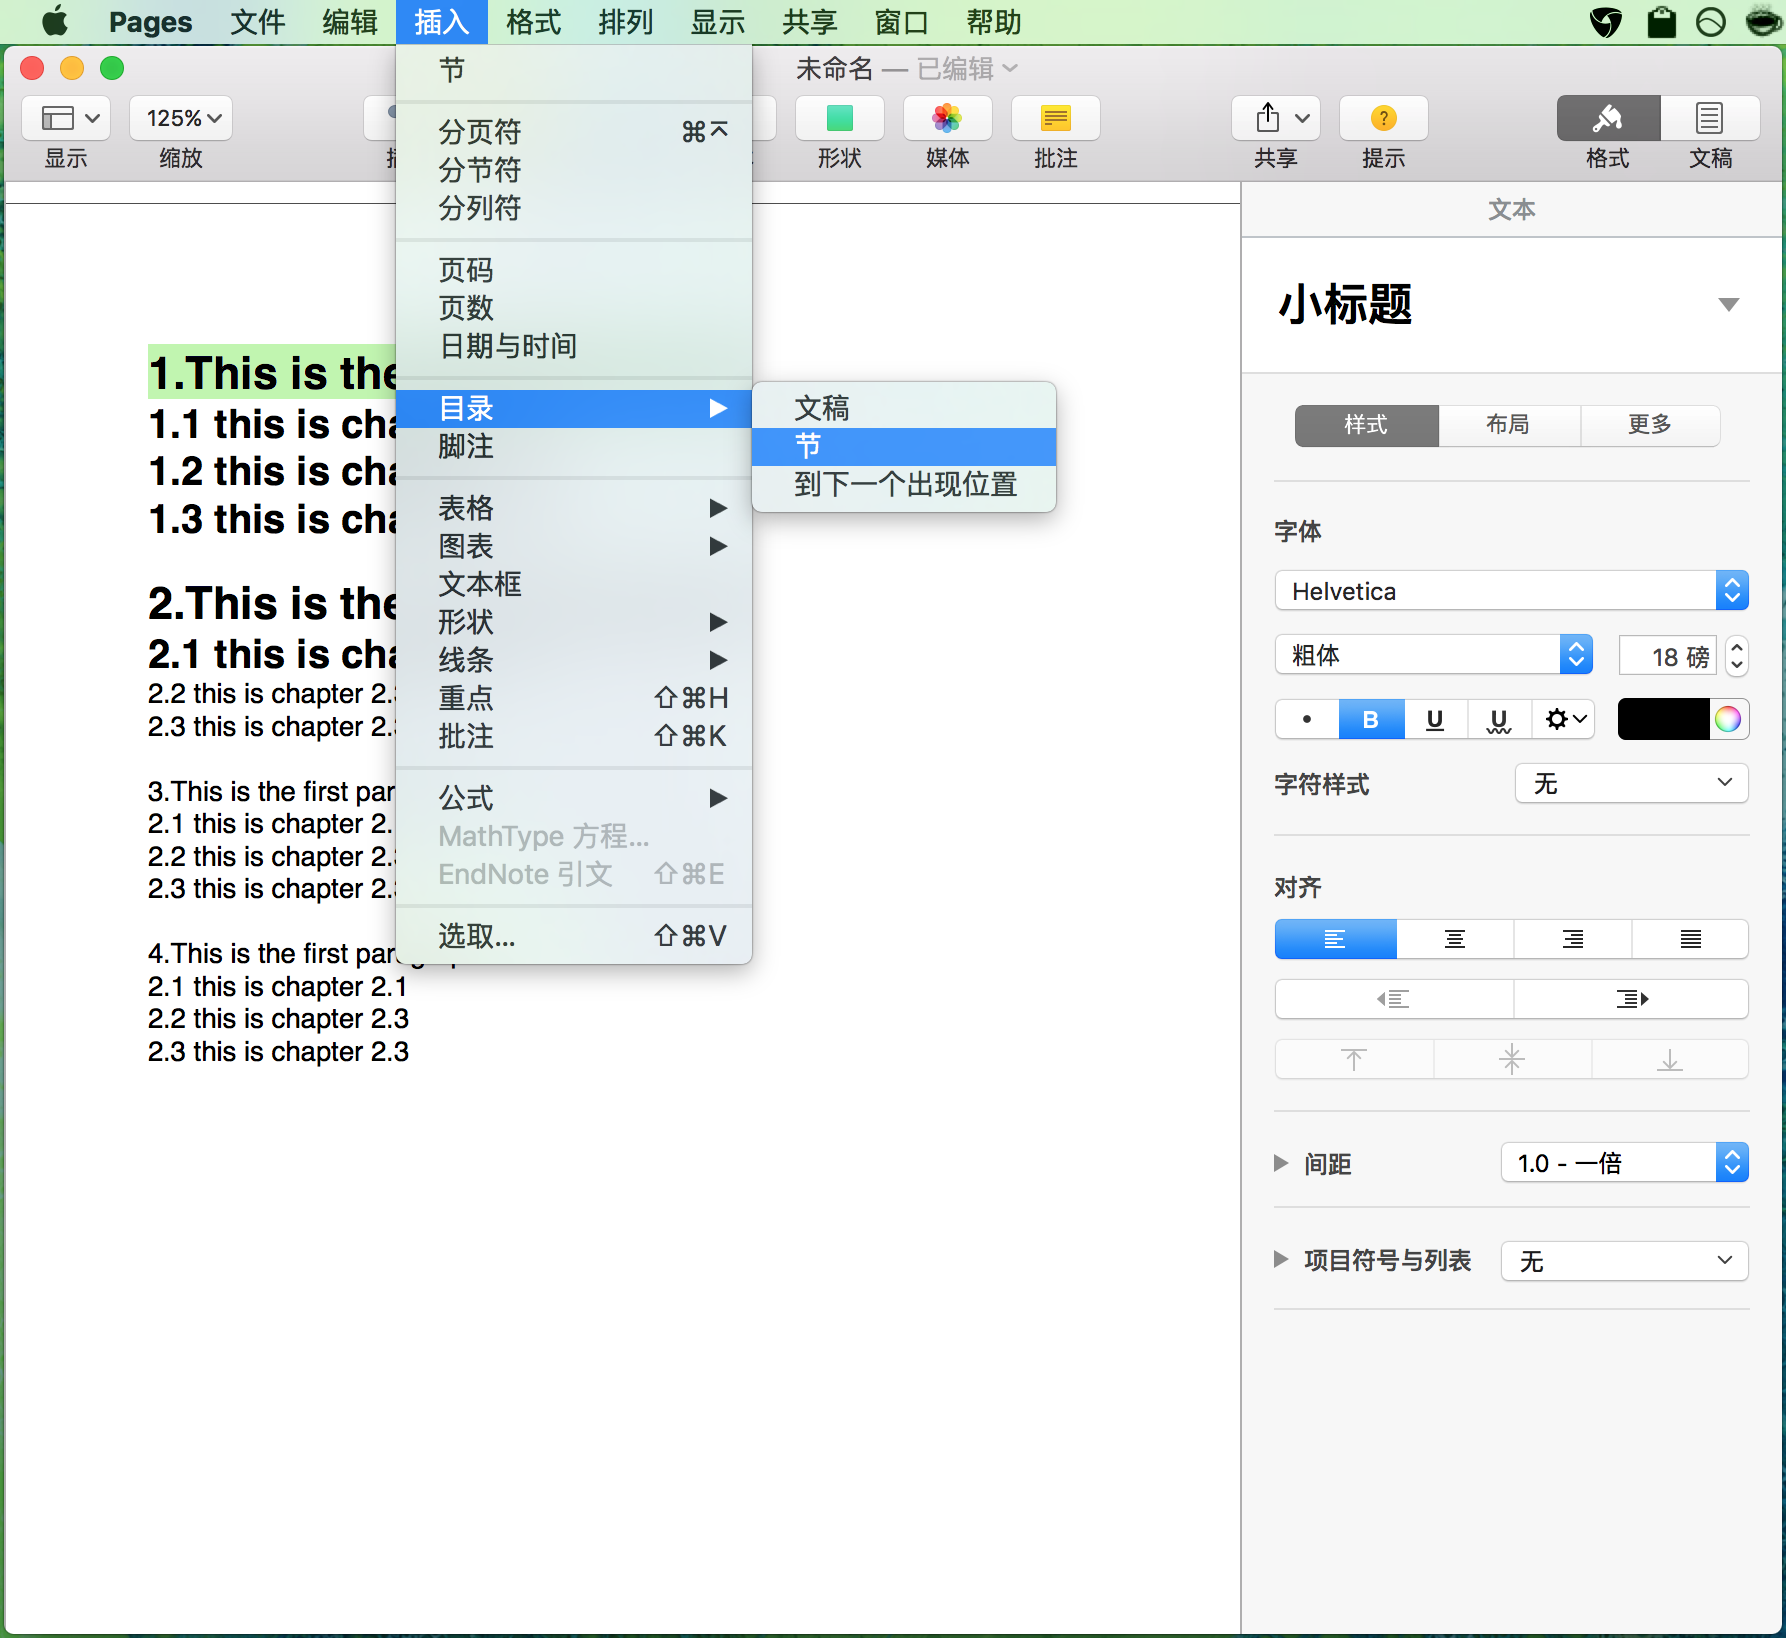 Pages 文件 编辑 插入 格式 排列 显示 共享 窗口 帮助
未命名 — 已编辑
125%
显示 缩放 形状 媒体 批注 共享 提示 格式 文稿
节
分页符 ⌘⌅
分节符
分列符
页码
页数
日期与时间
目录
脚注
表格
图表
文本框
形状
线条
重点 ⇧⌘H
批注 ⇧⌘K
公式
MathType 方程...
EndNote 引文 ⇧⌘E
选取... ⇧⌘V
文稿
节
到下一个出现位置
1.This is the
1.1 this is
1.2 this is
1.3 this is
2.This is the
2.1 this is
2.2 this is chapter
2.3 this is chapter
3.This is the first
2.1 this is chapter
2.2 this is chapter
2.3 this is chapter
4.This is the first
2.1 this is chapter 2.1
2.2 this is chapter 2.3
2.3 this is chapter 2.3
文本
小标题
样式 布局 更多
字体
Helvetica
粗体 18 磅
B U U
字符样式 无
对齐
间距 1.0 - 一倍
项目符号与列表 无